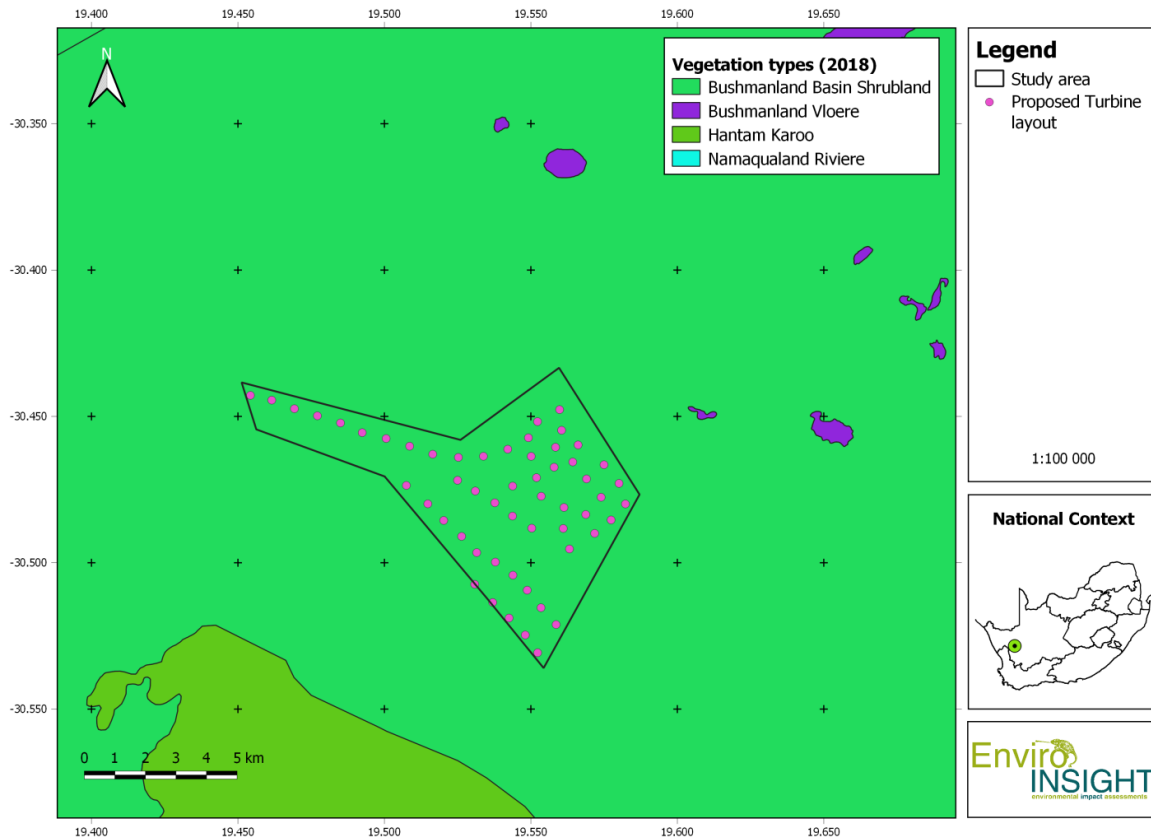 19.400 19.450 19.500 19.550 19.600 19.650
N
-30.350
-30.400
-30.450
-30.500
-30.550
Vegetation types (2018)
Bushmanland Basin Shrubland
Bushmanland Vloere
Hantam Karoo
Namaqualand Riviere
0 1 2 3 4 5 km
19.400 19.450 19.500 19.550 19.600 19.650
Legend
Study area
Proposed Turbine
layout
1:100 000
National Context
Enviro
INSIGHT
environmental impact assessments